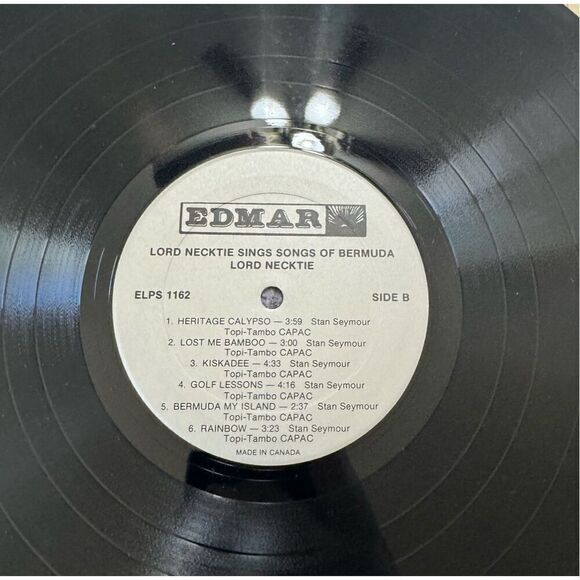 EDMAR
LORD NECKTIE SINGS SONGS OF BERMUDA
LORD NECKTIE
ELPS 1162 SIDE B
1. HERITAGE CALYPSO — 3:59 Stan Seymour
Topi-Tambo CAPAC
2. LOST ME BAMBOO — 3:00 Stan Seymour
Topi-Tambo CAPAC
3. KISKADEE — 4:33 Stan Seymour
Topi-Tambo CAPAC
4. GOLF LESSONS — 4:16 Stan Seymour
Topi-Tambo CAPAC
5. BERMUDA MY ISLAND — 2:37 Stan Seymour
Topi-Tambo CAPAC
6. RAINBOW — 3:23 Stan Seymour
Topi-Tambo CAPAC
MADE IN CANADA